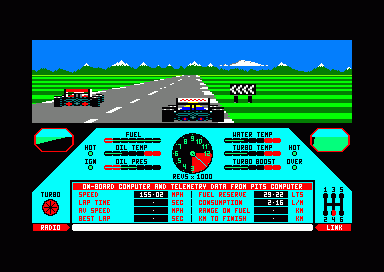 FUEL WATER TEMP
HOT OIL TEMP TURBO TEMP HOT
IGN OIL PRES TURBO BOOST OVER
REVS x 1000
ON-BOARD COMPUTER AND TELEMETRY DATA FROM PITS COMPUTER
TURBO SPEED 155·02 MPH FUEL RESERVE 29·22 LTS 1 3 5
LAP TIME · SEC CONSUMPTION 2·16 L/M
AV SPEED · MPH RANGE ON FUEL · KM
BEST LAP · SEC KM TO FINISH · KM 2 4 6
RADIO LINK